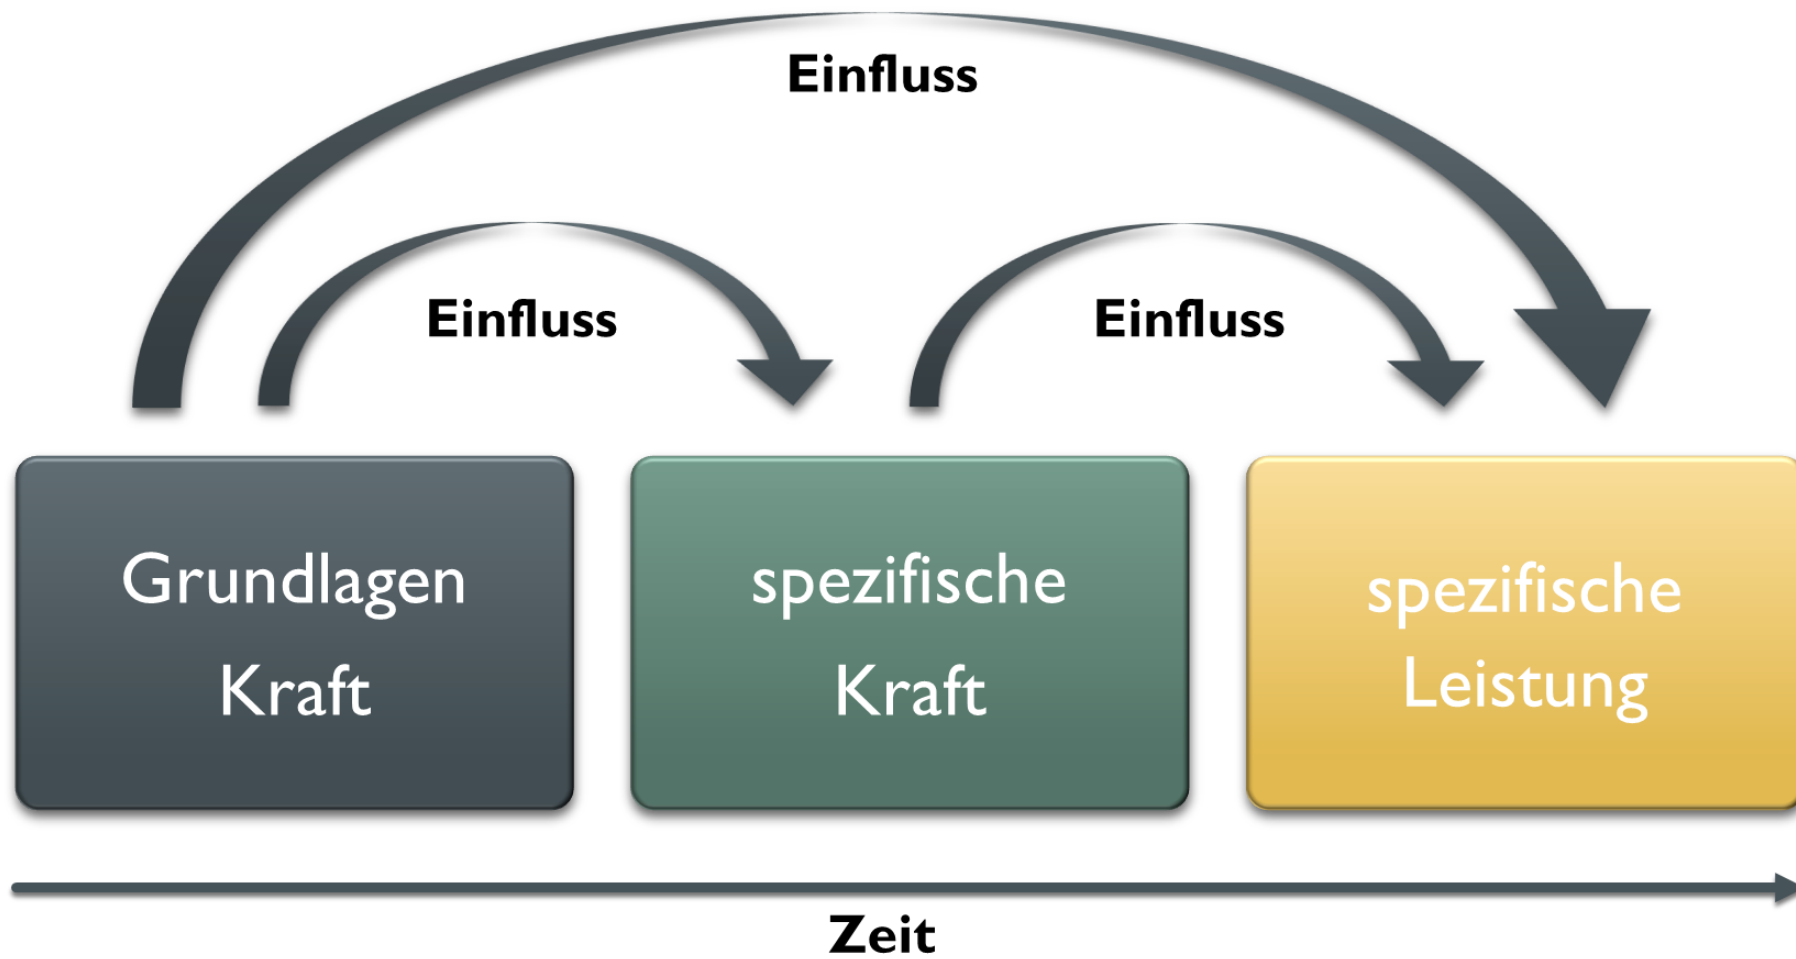 Einfluss
Einfluss
Einfluss
Grundlagen
Kraft
spezifische
Kraft
spezifische
Leistung
Zeit